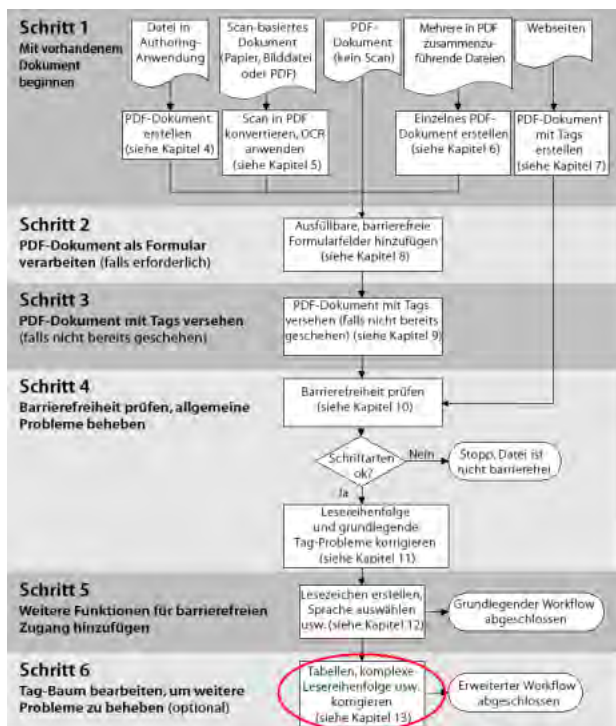 Schritt 1
Mit vorhandenem
Dokument
beginnen
Datei in
Authoring-
Anwendung
Scan-basiertes
Dokument
(Papier, Bilddatei
oder PDF)
PDF-
Dokument
(kein Scan)
Mehrere in PDF
zusammenzu-
führende Dateien
Webseiten
PDF-Dokument
erstellen
(siehe Kapitel 4)
Scan in PDF
konvertieren, OCR
anwenden
(siehe Kapitel 5)
Einzelnes PDF-
Dokument erstellen
(siehe Kapitel 6)
PDF-Dokument
mit Tags
erstellen
(siehe Kapitel 7)
Schritt 2
PDF-Dokument als Formular
verarbeiten (falls erforderlich)
Ausfüllbare, barrierefreie
Formularfelder hinzufügen
(siehe Kapitel 8)
Schritt 3
PDF-Dokument mit Tags versehen
(falls nicht bereits geschehen)
PDF-Dokument mit Tags
versehen (falls nicht bereits
geschehen) (siehe Kapitel 9)
Schritt 4
Barrierefreiheit prüfen, allgemeine
Probleme beheben
Barrierefreiheit prüfen
(siehe Kapitel 10)
Schriftarten
ok?
Nein
Stopp, Datei ist
nicht barrierefrei
Ja
Lesereihenfolge
und grundlegende
Tag-Probleme korrigieren
(siehe Kapitel 11)
Schritt 5
Weitere Funktionen für barrierefreien
Zugang hinzufügen
Lesezeichen erstellen,
Sprache auswählen
usw. (siehe Kapitel 12)
Grundlegender Workflow
abgeschlossen
Schritt 6
Tag-Baum bearbeiten, um weitere
Probleme zu beheben (optional)
Tabellen, komplexe
Lesereihenfolge usw.
korrigieren
(siehe Kapitel 13)
Erweiterter Workflow
abgeschlossen